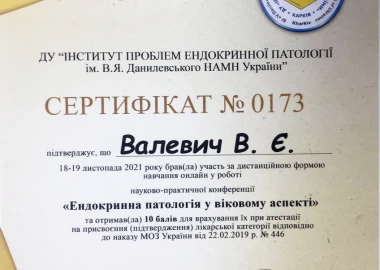 ХАРКІВ
ДУ “ІНСТИТУТ ПРОБЛЕМ ЕНДОКРИННОЇ ПАТОЛОГІЇ
ім. В.Я. Данилевського НАМН України”
СЕРТИФІКАТ № 0173
підтверджує, що Валевич В. Є.
18-19 листопада 2021 року брав(ла) участь за дистанційною формою
навчання онлайн у роботі
науково-практичної конференції
«Ендокринна патологія у віковому аспекті»
та отримав(ла) 10 балів для врахування їх при атестації
на присвоєння (підтвердження) лікарської категорії відповідно
до наказу МОЗ України від 22.02.2019 р. № 446